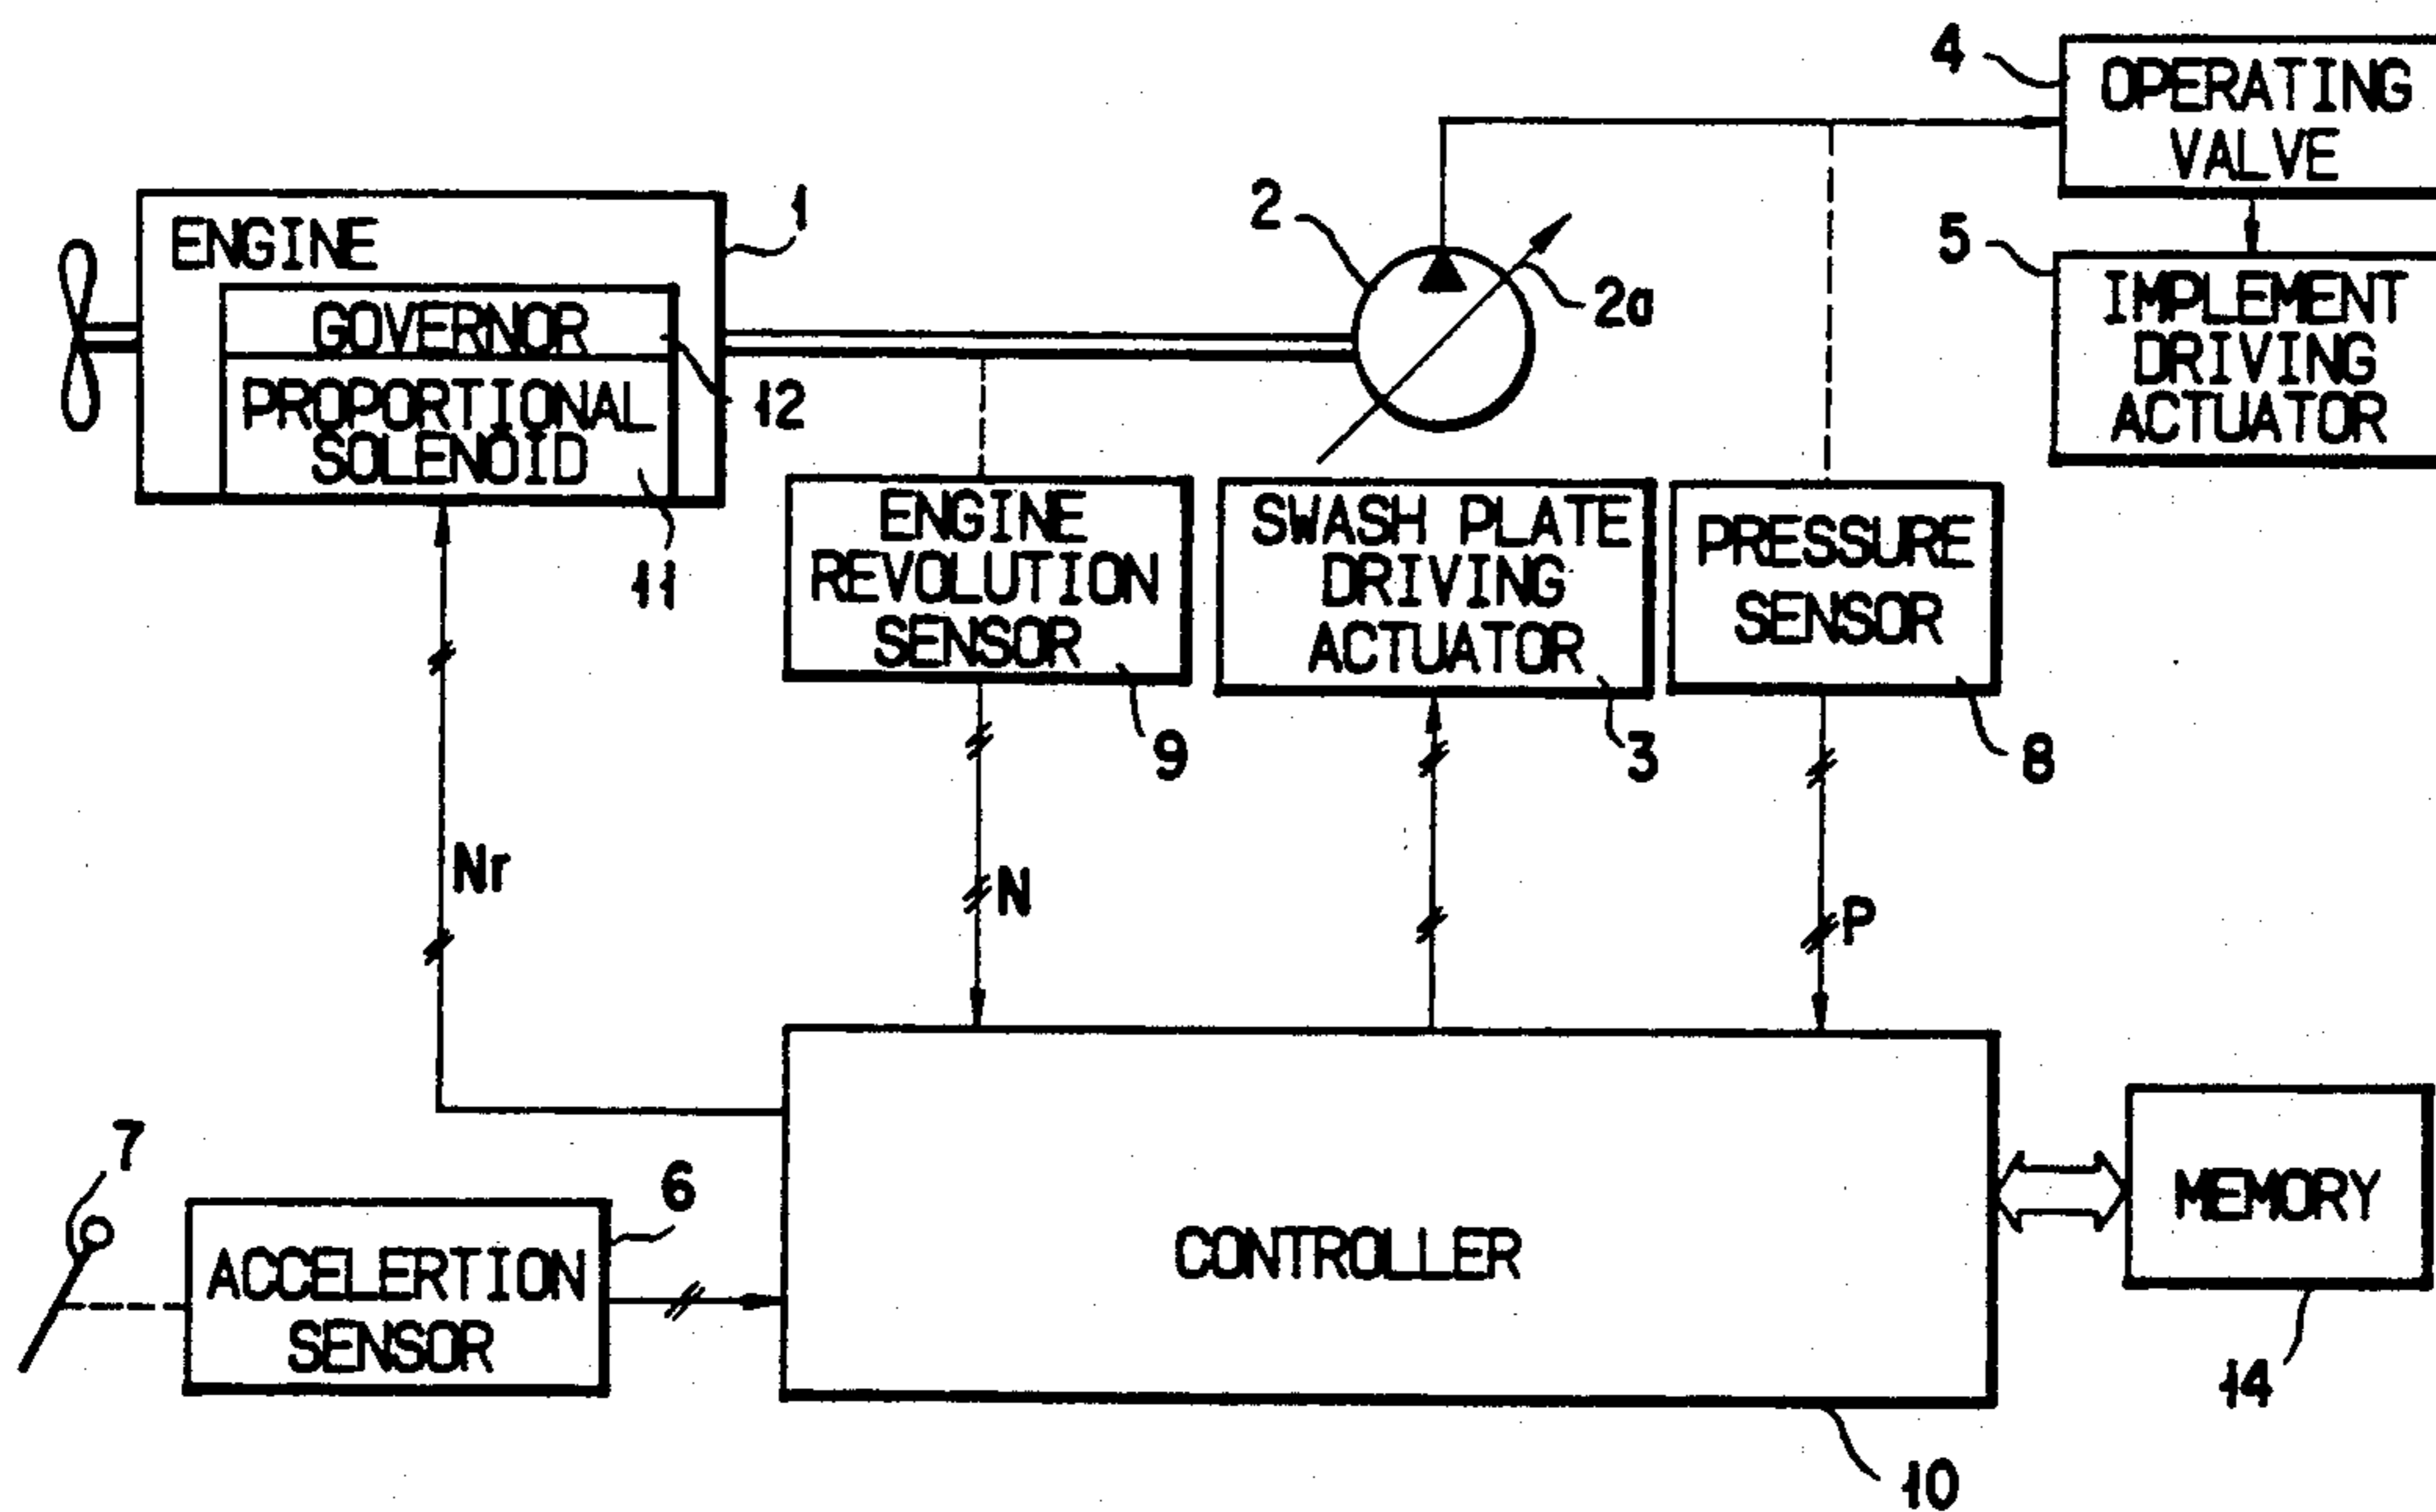 4
OPERATING
VALVE
1
ENGINE
2
5
2a
IMPLEMENT
DRIVING
ACTUATOR
GOVERNOR
12
PROPORTIONAL
SOLENOID
11
ENGINE
REVOLUTION
SENSOR
9
SWASH PLATE
DRIVING
ACTUATOR
3
PRESSURE
SENSOR
8
Nr
N
P
7
6
ACCELERTION
SENSOR
CONTROLLER
MEMORY
14
10